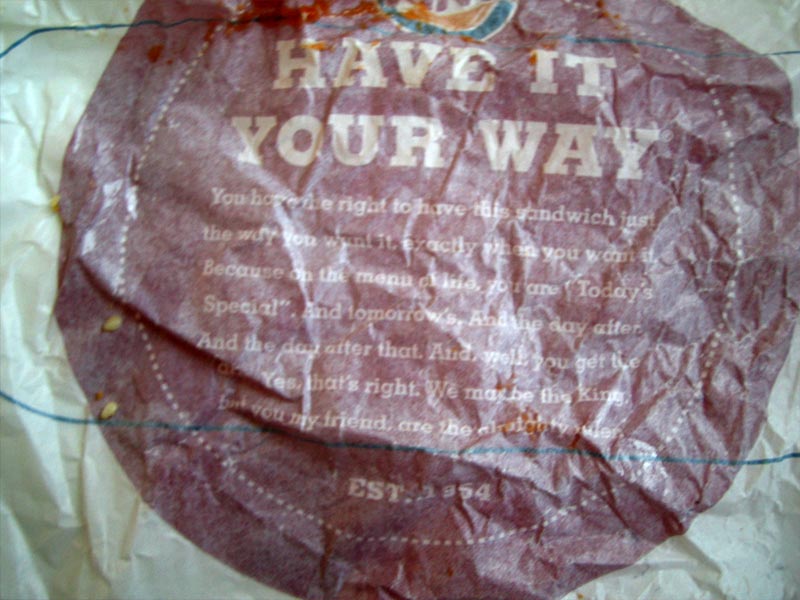 HAVE IT
YOUR WAY®
You have the right to have this sandwich just
the way you want it, exactly when you want it.
Because on the menu of life, you are "Today's
Special". And tomorrow's. And the day after.
And the day after that. And, well, you get the
Yes, that's right. We may be the King,
but you my friend, are the almighty ruler.
EST. 1954